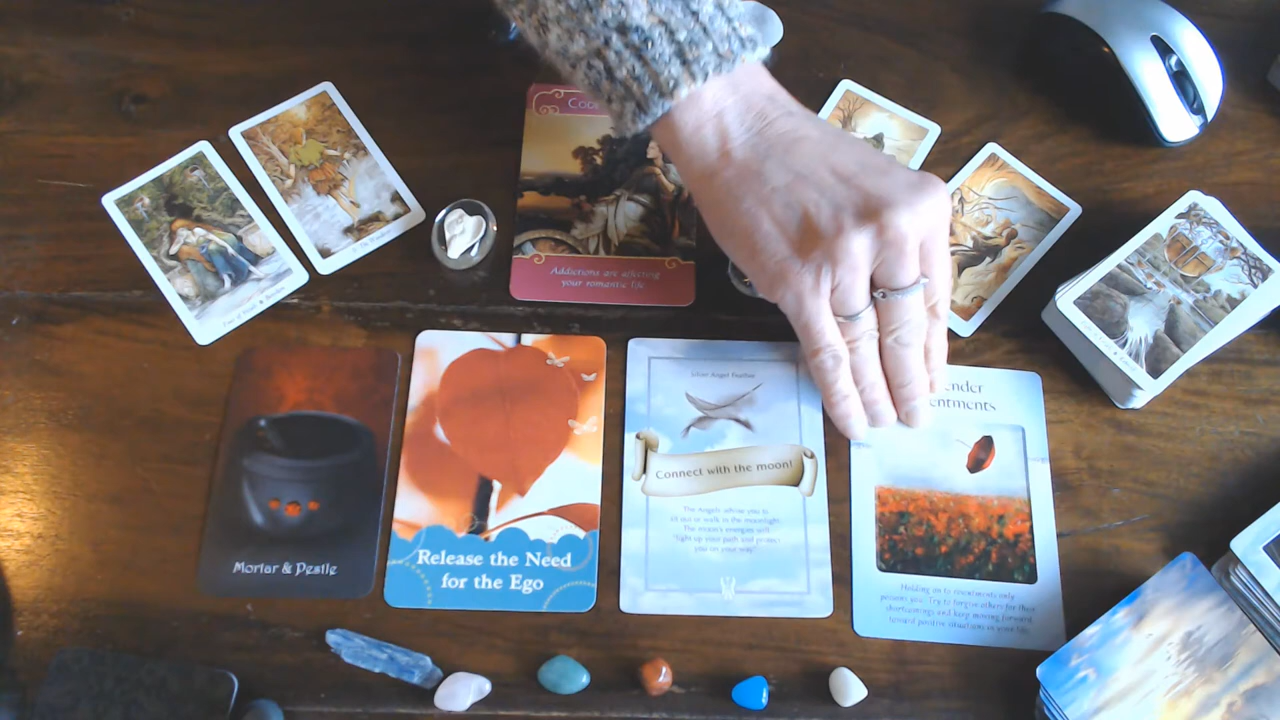 Addictions are affecting
your romantic life
Mortar & Pestle
Release the Need
for the Ego
Silver Angel Feather
Connect with the moon!
The Angels advise you to
sit out or walk in the moonlight.
The moon's energies will
"light up your path and protect
you on your way"
ender
entments
Holding on to resentments only
poisons you. Try to forgive others for their
shortcomings and keep moving forward
toward positive situations in your life.